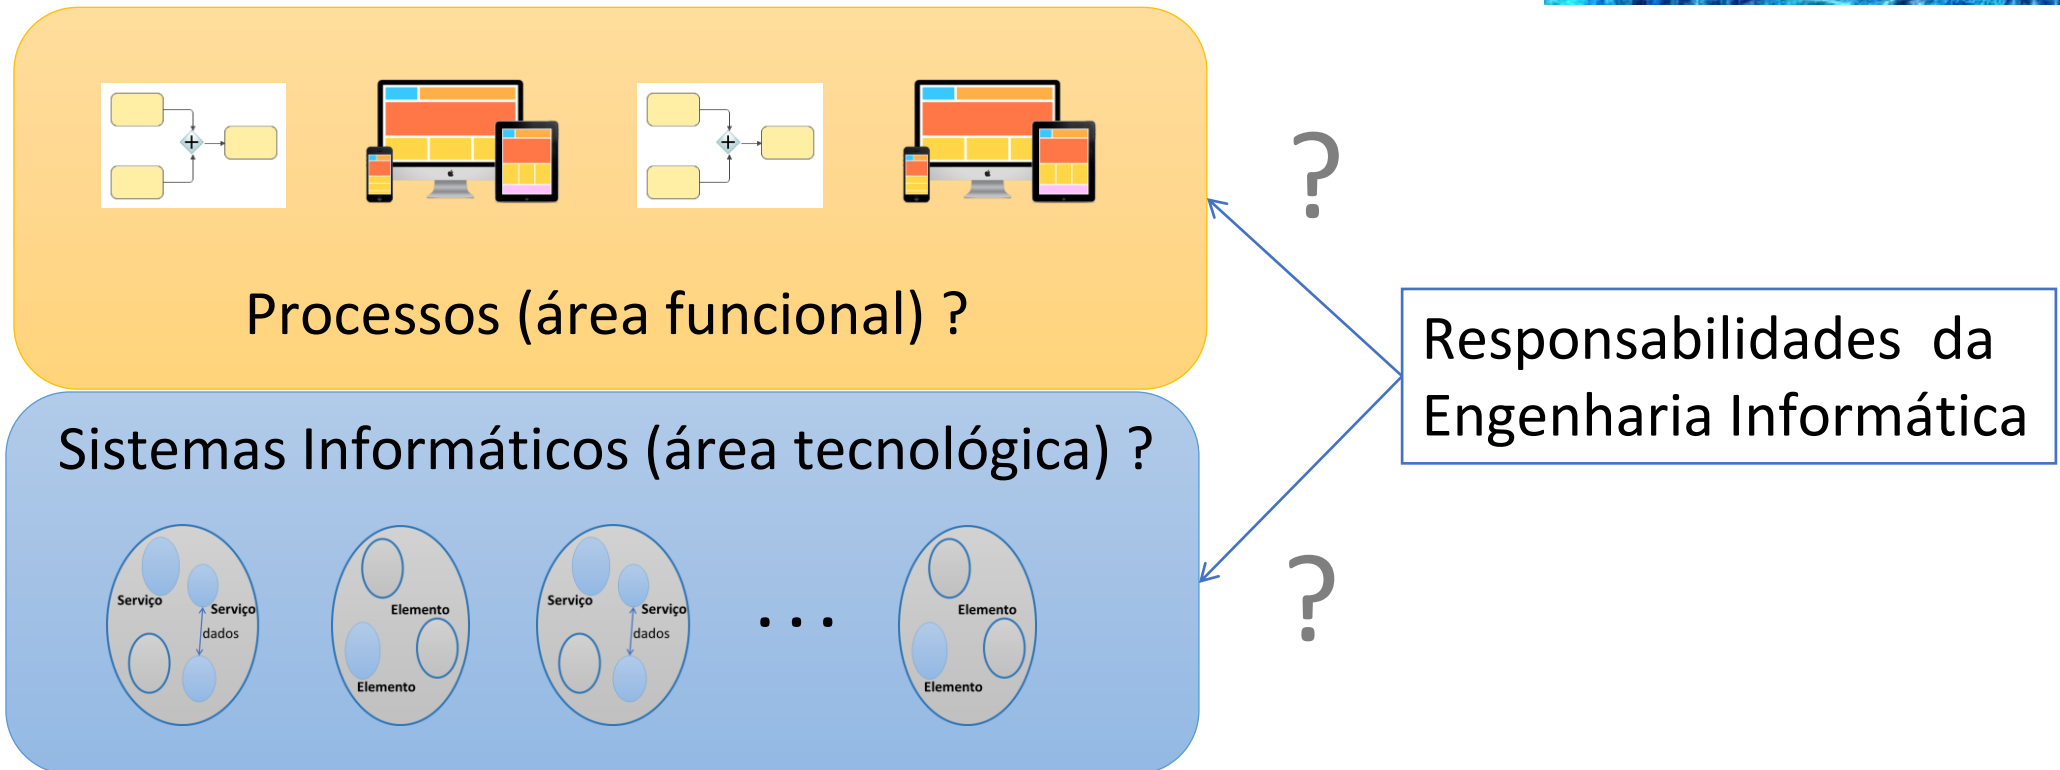 ?
Processos (área funcional) ?
Responsabilidades da
Engenharia Informática
Sistemas Informáticos (área tecnológica) ?
Serviço
Serviço
dados
Elemento
Elemento
Serviço
Serviço
dados
...
Elemento
Elemento
?